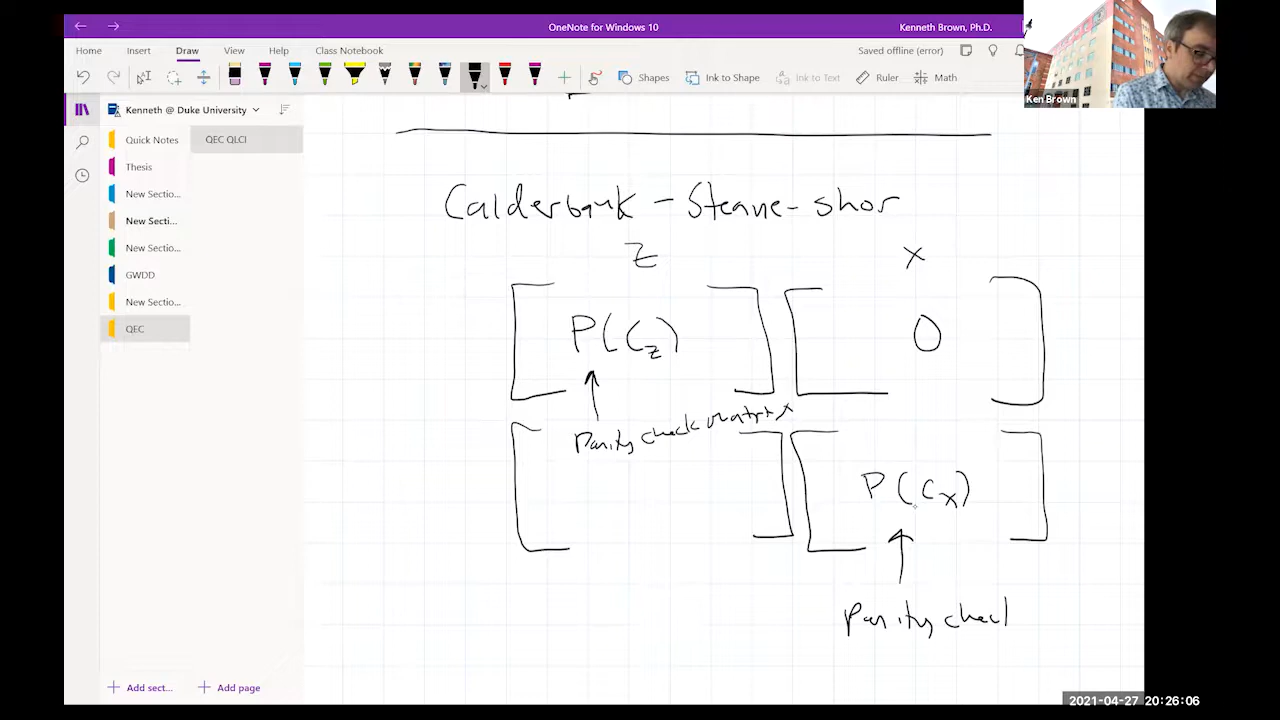 OneNote for Windows 10
Kenneth Brown, Ph.D.
Home Insert Draw View Help Class Notebook
Saved offline (error)
Shapes Ink to Shape Ink to Text Ruler Math
Ken Brown
Kenneth @ Duke University
Quick Notes
QEC QLCI
Thesis
New Sectio...
New Secti...
New Sectio...
GWDD
New Sectio...
QEC
Calderbank - Steane - Shor
Z X
P(Cz) 0
Parity check matrix
P(Cx)
Parity check
Add sect... Add page
2021-04-27 20:26:06